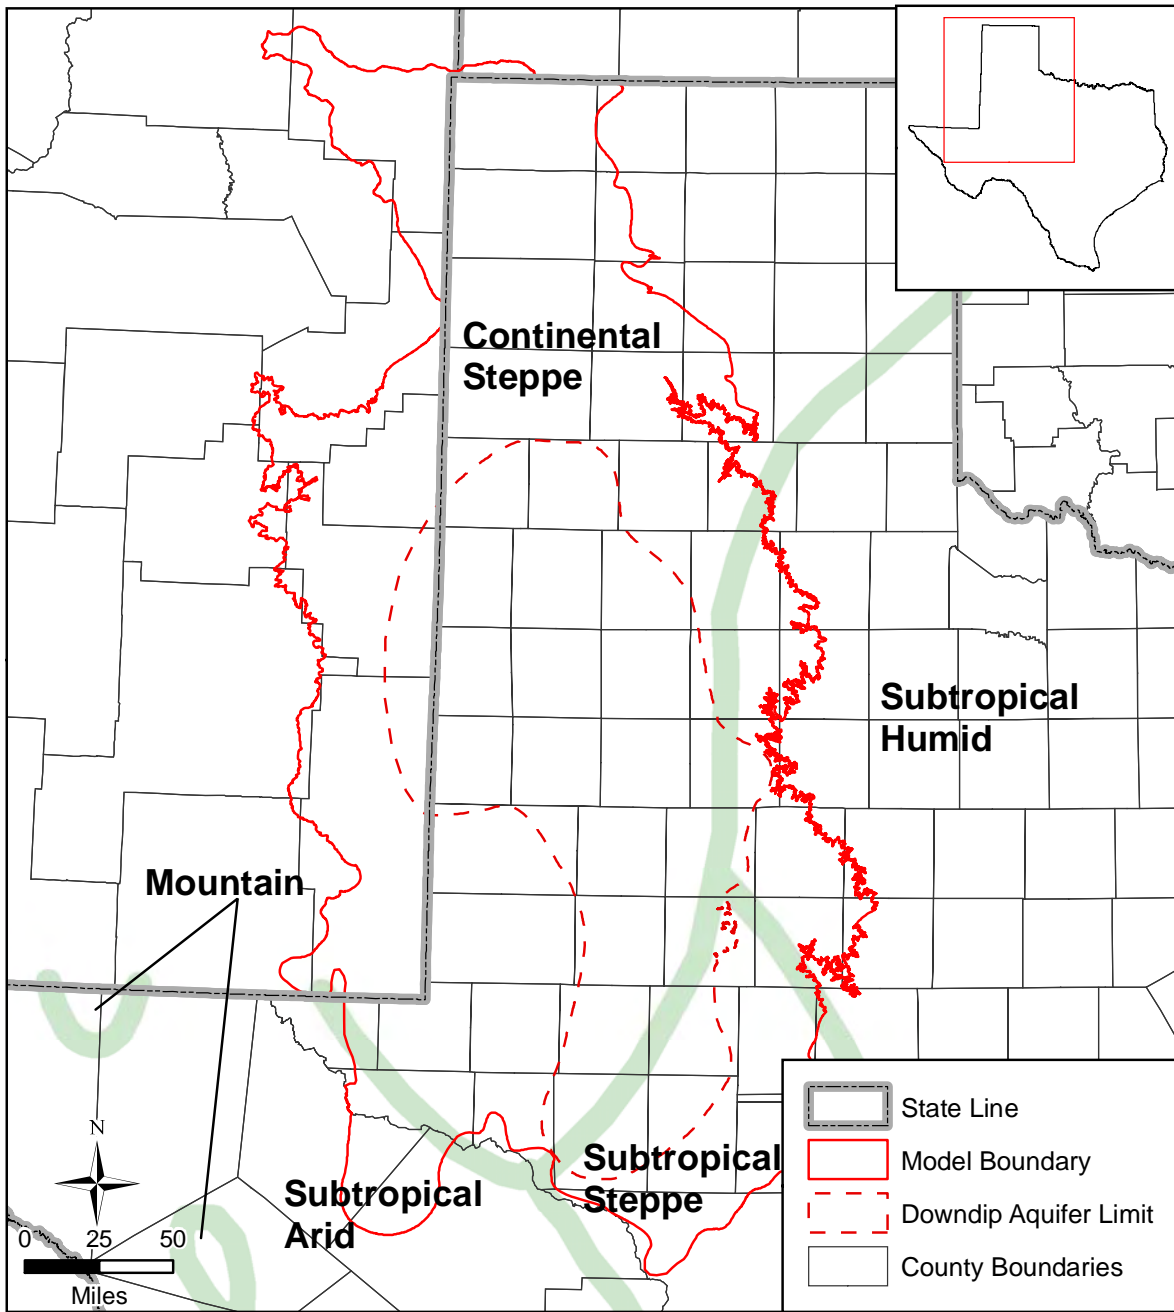 Continental
Steppe
Subtropical
Humid
Mountain
Subtropical
Steppe
Subtropical
Arid
N
0 25 50
Miles
State Line
Model Boundary
Downdip Aquifer Limit
County Boundaries